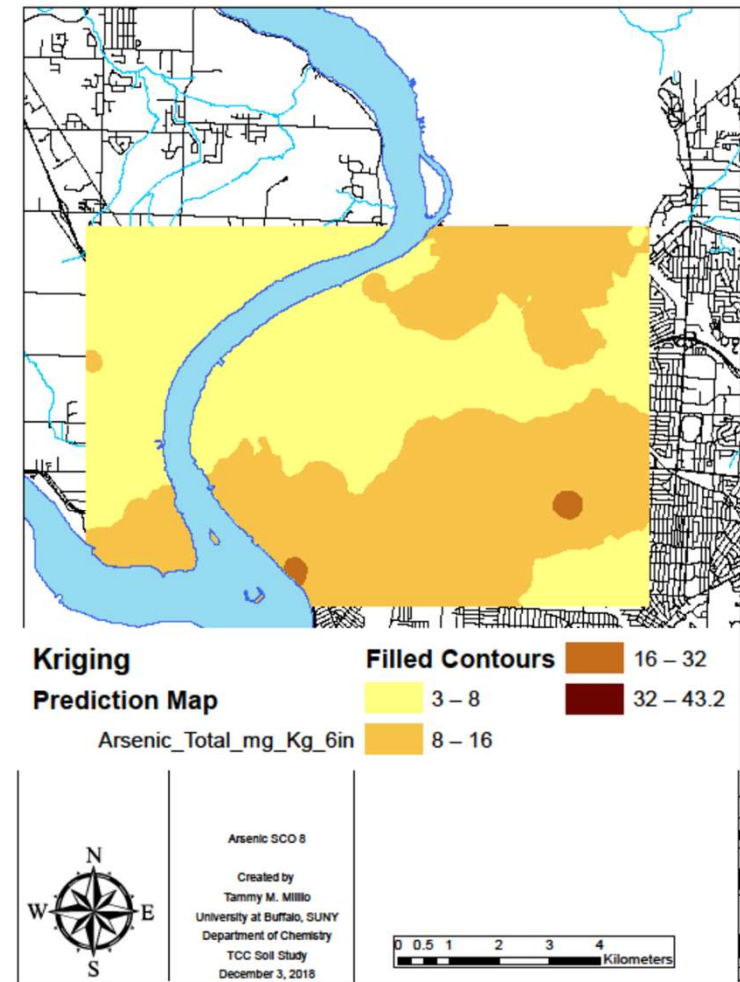 Kriging
Prediction Map
Arsenic_Total_mg_Kg_6in
Filled Contours
3 – 8
8 – 16
16 – 32
32 – 43.2
N
W E
S
Arsenic SCO 8
Created by
Tammy M. Milillo
University at Buffalo, SUNY
Department of Chemistry
TCC Soil Study
December 3, 2018
0 0.5 1 2 3 4
Kilometers